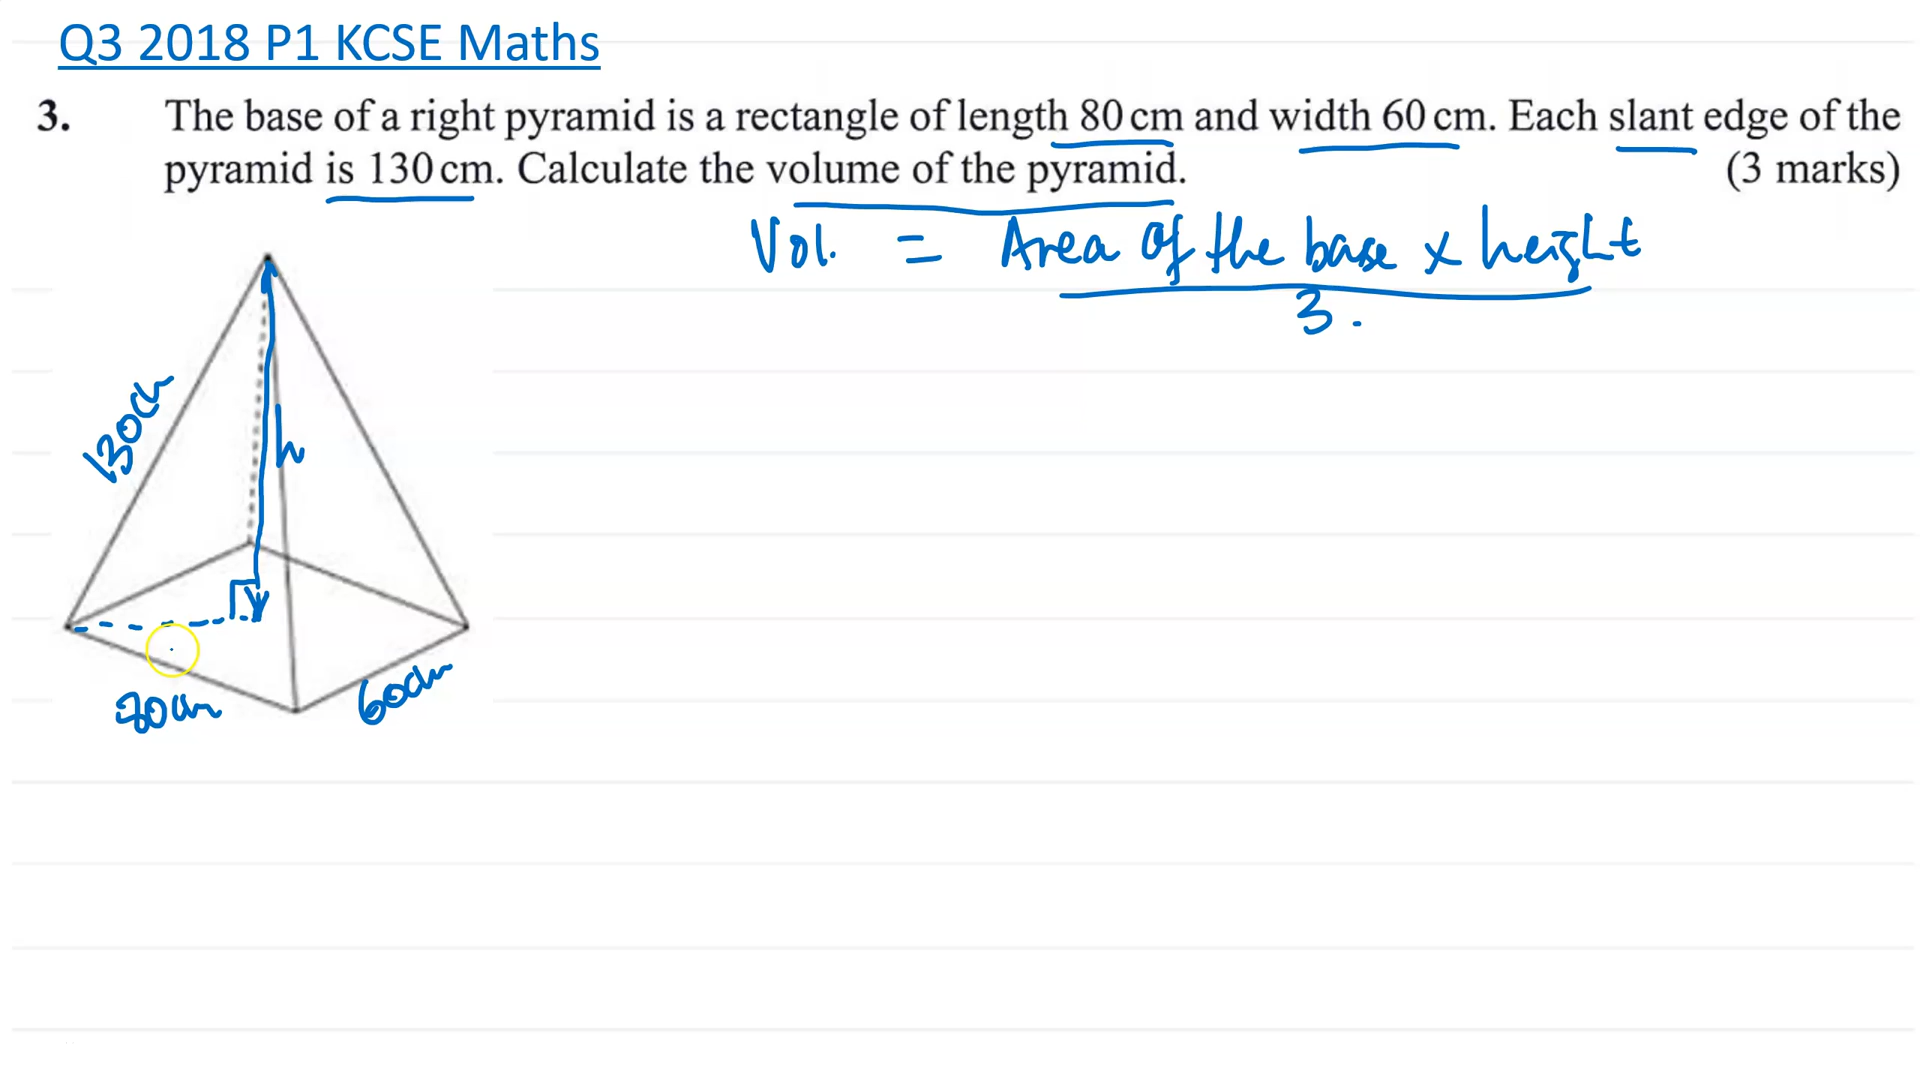 Q3 2018 P1 KCSE Maths
3. The base of a right pyramid is a rectangle of length 80 cm and width 60 cm. Each slant edge of the
pyramid is 130 cm. Calculate the volume of the pyramid. (3 marks)
Vol. = Area of the base x height
3.
130cm
h
80cm
60cm